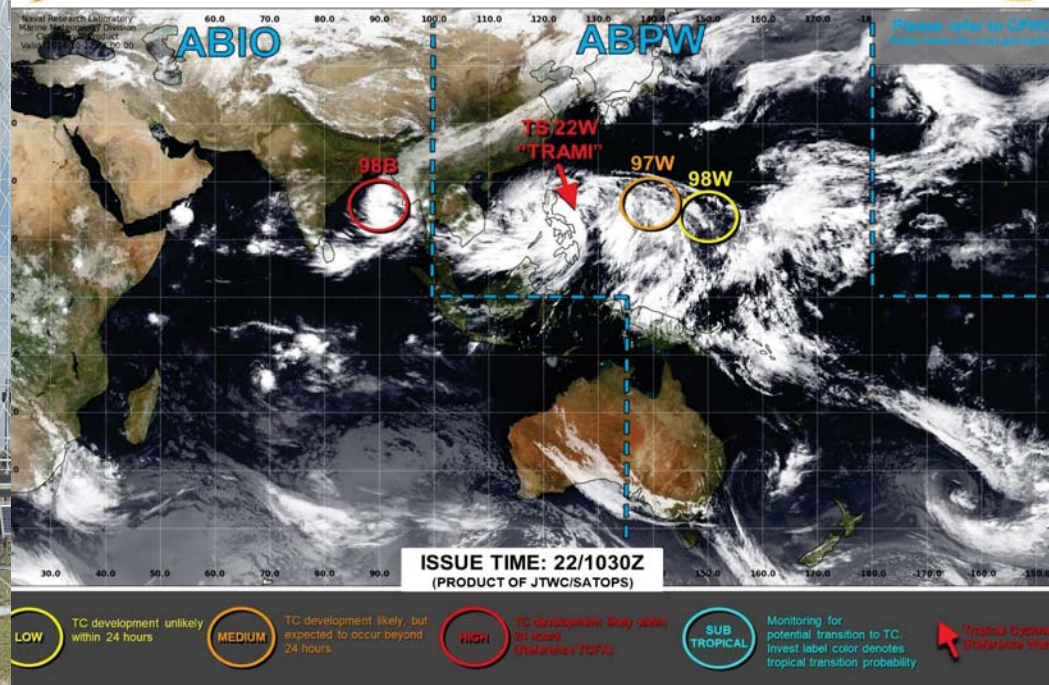 Naval Research Laboratory
Marine Meteorology Division
100.0 110.0 120.0 130.0 140.0 150.0 160.0 170.0
60.0 70.0 80.0 90.0
ABIO
ABPW
Please refer to CPHC
TS 22W
"TRAMI"
98B
97W
98W
30.0 40.0 50.0 60.0 70.0 80.0 90.0
160.0 170.0 -180.0 -170.0 -160.0
ISSUE TIME: 22/1030Z
(PRODUCT OF JTWC/SATOPS)
LOW
TC development unlikely
within 24 hours
MEDIUM
TC development likely, but
expected to occur beyond
24 hours
HIGH
TC development likely within
24 hours
(Reference TCFA)
SUB
TROPICAL
Monitoring for
potential transition to TC.
Invest label color denotes
tropical transition probability
Tropical Cyclone
(Reference